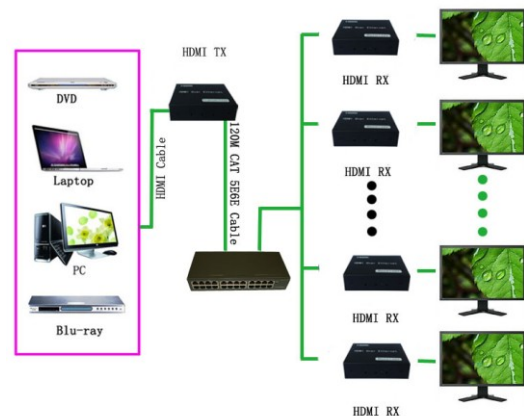 HDMI TX
DVD
Laptop
PC
Blu-ray
HDMI Cable
120M CAT 5E6E Cable
HDMI RX
HDMI RX
HDMI RX
HDMI RX